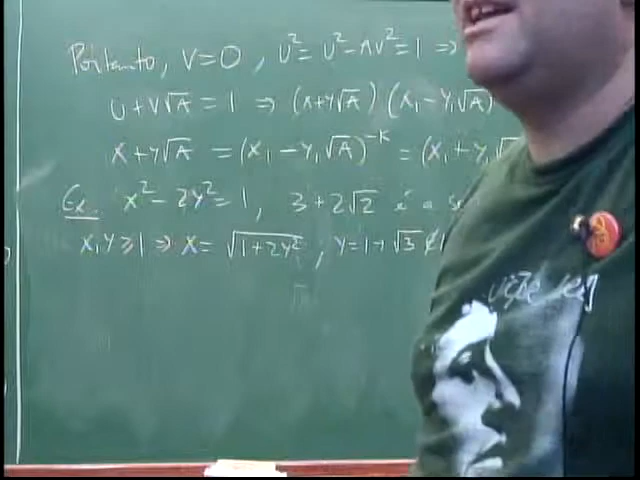 Portanto, V=0, U²=U²-AV²=1 ⇒
U+V√A = 1 ⇒ (X+Y√A)(X₁-Y₁√A)
X+Y√A = (X₁-Y₁√A)^{-K} = (X₁+Y₁√
Ex. X²-2Y²=1, 3+2√2 é a
X,Y≥1 ⇒ X=√(1+2Y²), Y=1→√3